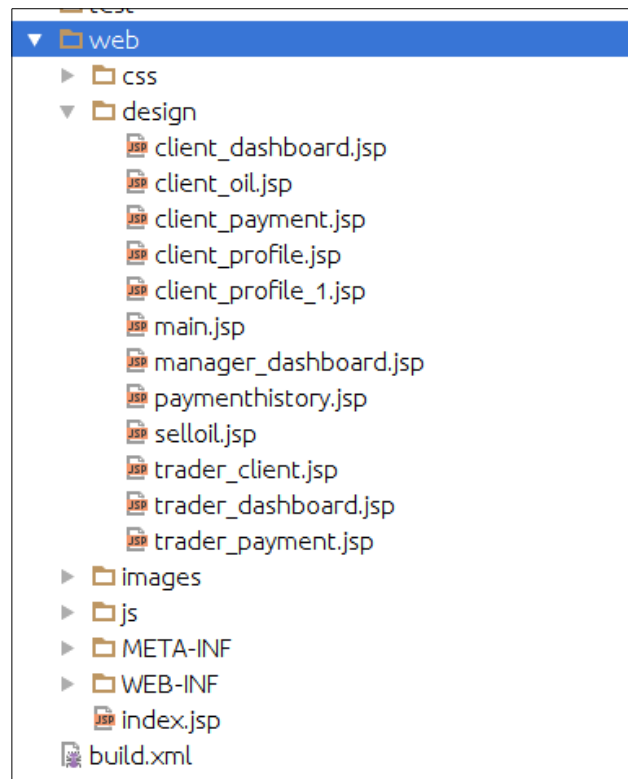 test
web
css
design
client_dashboard.jsp
client_oil.jsp
client_payment.jsp
client_profile.jsp
client_profile_1.jsp
main.jsp
manager_dashboard.jsp
paymenthistory.jsp
selloil.jsp
trader_client.jsp
trader_dashboard.jsp
trader_payment.jsp
images
js
META-INF
WEB-INF
index.jsp
build.xml